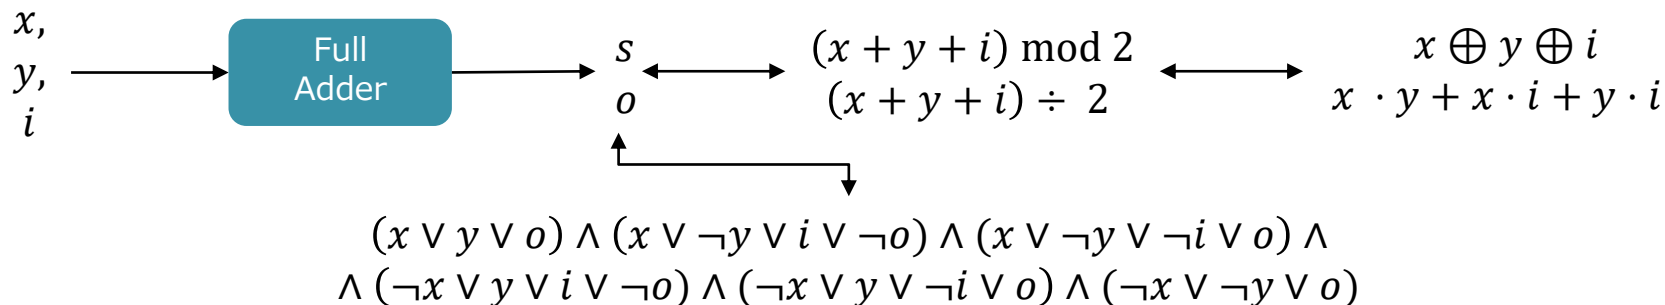 x,
y,
i
Full
Adder
s
o
(x + y + i) mod 2
(x + y + i) ÷ 2
x ⊕ y ⊕ i
x · y + x · i + y · i
(x ∨ y ∨ o) ∧ (x ∨ ¬y ∨ i ∨ ¬o) ∧ (x ∨ ¬y ∨ ¬i ∨ o) ∧
∧ (¬x ∨ y ∨ i ∨ ¬o) ∧ (¬x ∨ y ∨ ¬i ∨ o) ∧ (¬x ∨ ¬y ∨ o)